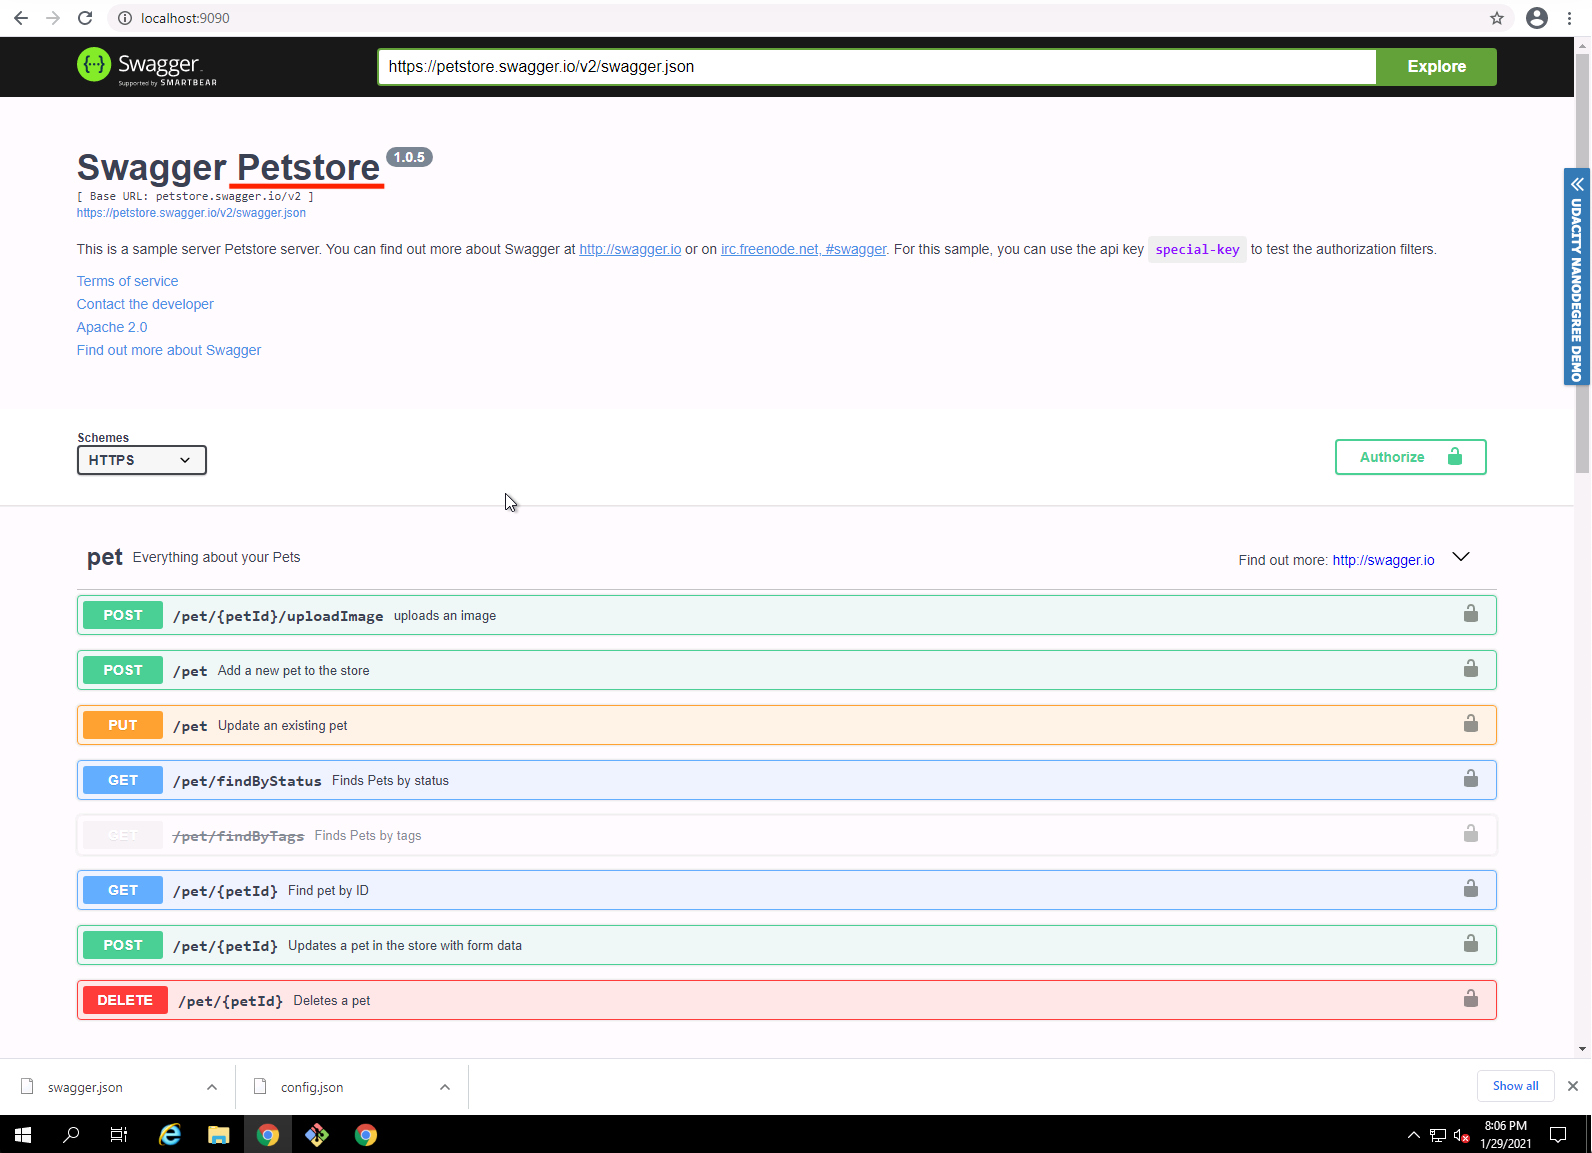 localhost:9090
Swagger
Supported by SMARTBEAR
https://petstore.swagger.io/v2/swagger.json
Explore
Swagger Petstore 1.0.5
[ Base URL: petstore.swagger.io/v2 ]
https://petstore.swagger.io/v2/swagger.json
This is a sample server Petstore server. You can find out more about Swagger at http://swagger.io or on irc.freenode.net, #swagger. For this sample, you can use the api key special-key to test the authorization filters.
Terms of service
Contact the developer
Apache 2.0
Find out more about Swagger
UDACITY NANODEGREE DEMO
Schemes
HTTPS
Authorize
pet Everything about your Pets
Find out more: http://swagger.io
POST /pet/{petId}/uploadImage uploads an image
POST /pet Add a new pet to the store
PUT /pet Update an existing pet
GET /pet/findByStatus Finds Pets by status
GET /pet/findByTags Finds Pets by tags
GET /pet/{petId} Find pet by ID
POST /pet/{petId} Updates a pet in the store with form data
DELETE /pet/{petId} Deletes a pet
swagger.json
config.json
Show all
8:06 PM
1/29/2021